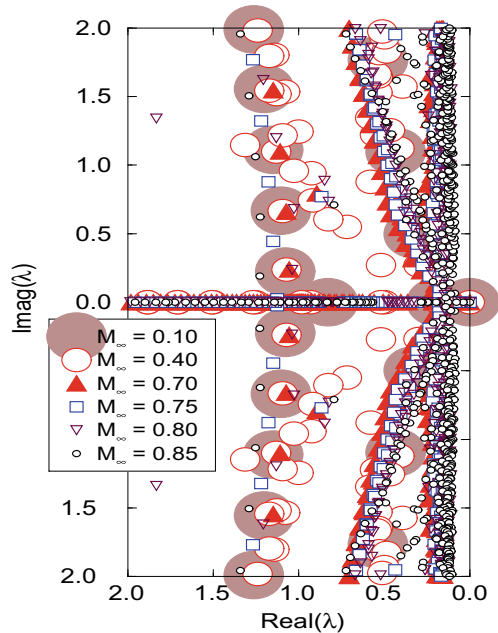 2.0
1.5
1.0
0.5
0.0
Imag(λ)
M∞ = 0.10
M∞ = 0.40
M∞ = 0.70
M∞ = 0.75
M∞ = 0.80
M∞ = 0.85
1.5
2.0
2.0 1.5 1.0 0.5 0.0
Real(λ)